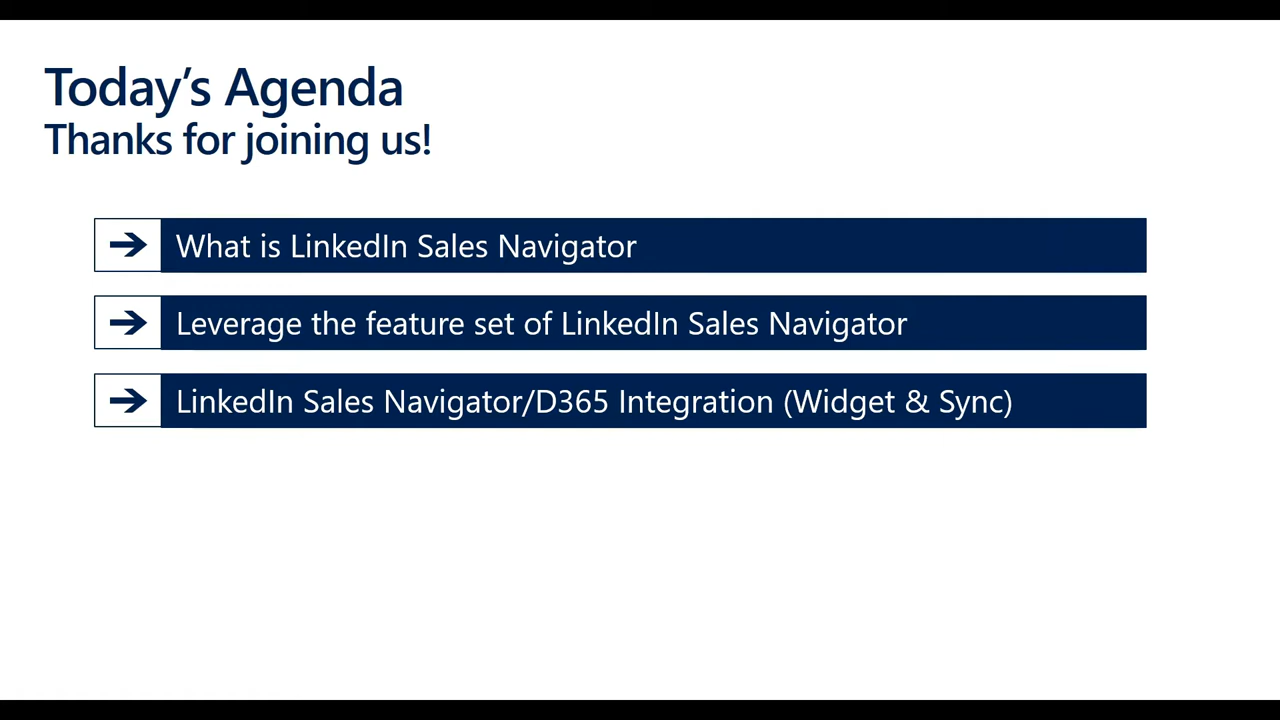 Today’s Agenda
Thanks for joining us!
What is LinkedIn Sales Navigator
Leverage the feature set of LinkedIn Sales Navigator
LinkedIn Sales Navigator/D365 Integration (Widget & Sync)